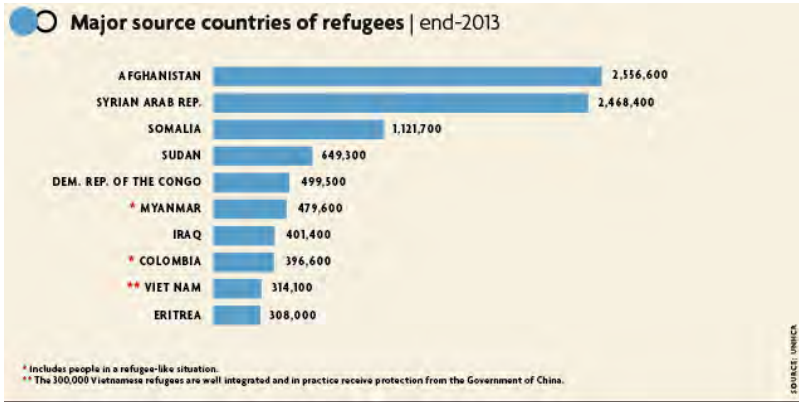 Major source countries of refugees | end-2013
AFGHANISTAN 2,556,600
SYRIAN ARAB REP. 2,468,400
SOMALIA 1,121,700
SUDAN 649,300
DEM. REP. OF THE CONGO 499,500
* MYANMAR 479,600
IRAQ 401,400
* COLOMBIA 396,600
** VIET NAM 314,100
ERITREA 308,000
* Includes people in a refugee-like situation.
** The 300,000 Vietnamese refugees are well integrated and in practice receive protection from the Government of China.
SOURCE: UNHCR